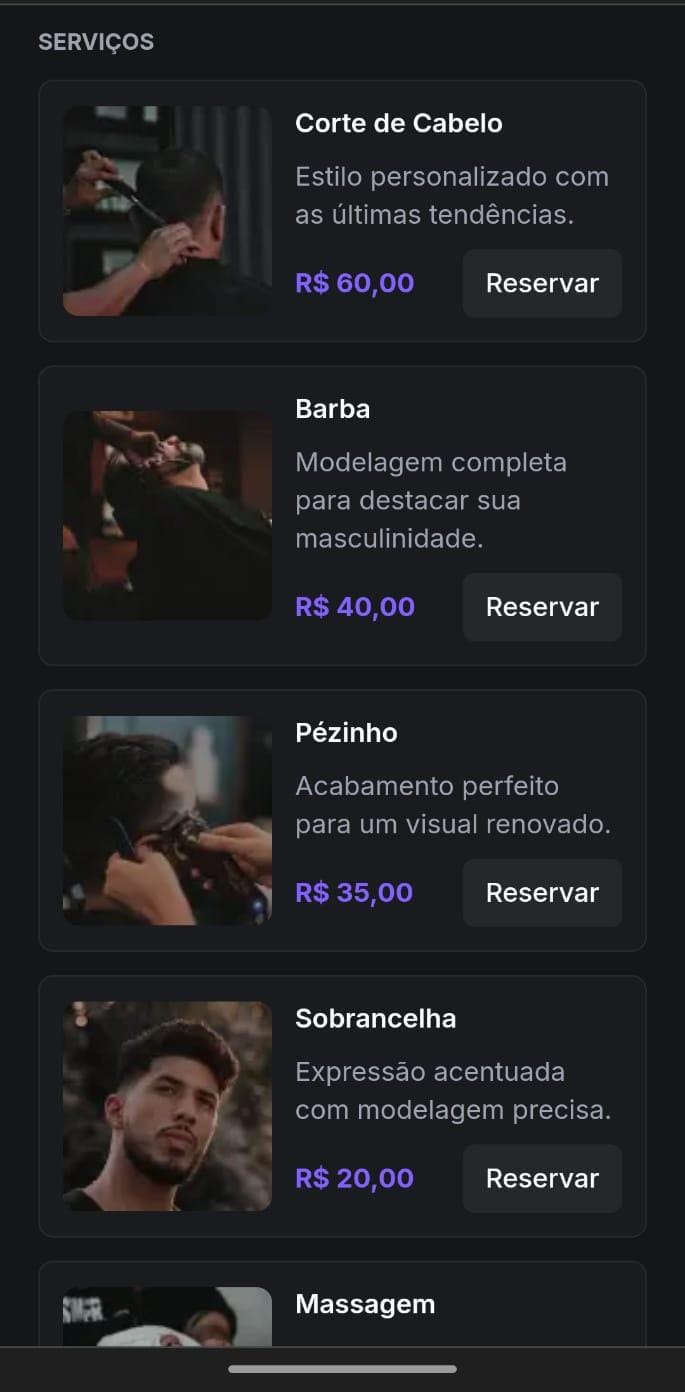 SERVIÇOS
Corte de Cabelo
Estilo personalizado com
as últimas tendências.
R$ 60,00
Reservar
Barba
Modelagem completa
para destacar sua
masculinidade.
R$ 40,00
Reservar
Pézinho
Acabamento perfeito
para um visual renovado.
R$ 35,00
Reservar
Sobrancelha
Expressão acentuada
com modelagem precisa.
R$ 20,00
Reservar
Massagem